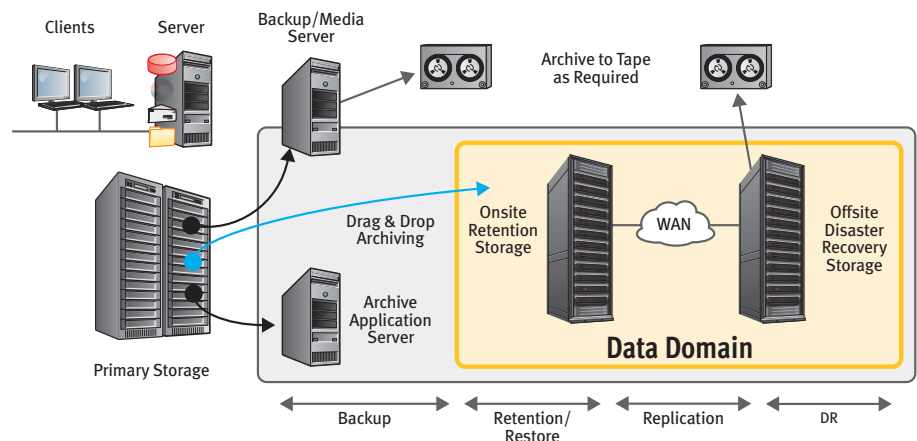 Clients
Server
Backup/Media
Server
Archive to Tape
as Required
Drag & Drop
Archiving
Onsite
Retention
Storage
WAN
Offsite
Disaster
Recovery
Storage
Archive
Application
Server
Data Domain
Primary Storage
Backup
Retention/
Restore
Replication
DR